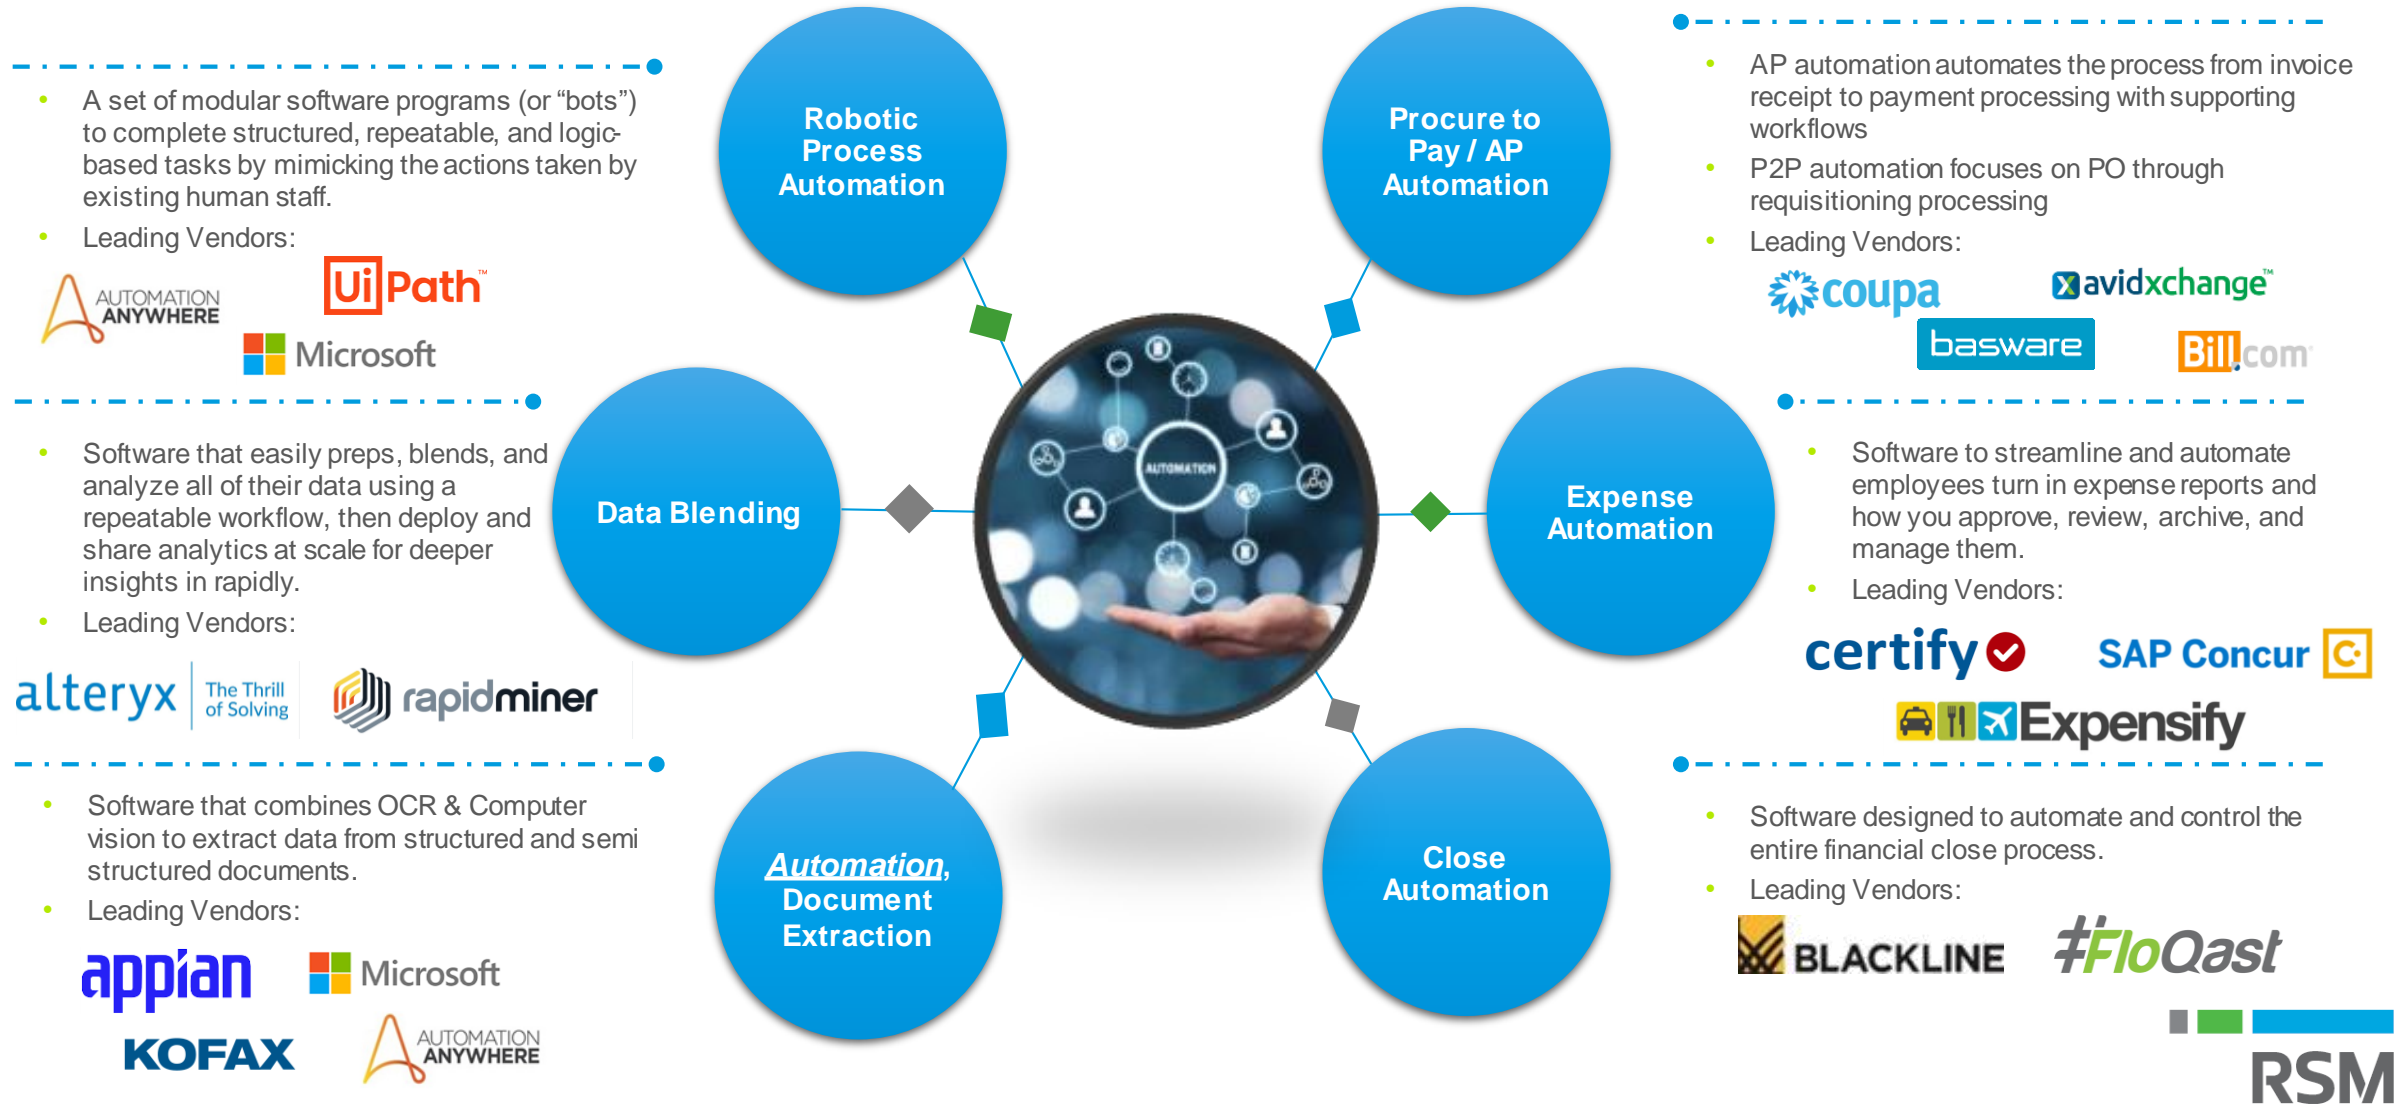 • A set of modular software programs (or “bots”)
to complete structured, repeatable, and logic-
based tasks by mimicking the actions taken by
existing human staff.
• Leading Vendors:
AUTOMATION
ANYWHERE
UiPath™
Microsoft
Robotic
Process
Automation
Procure to
Pay / AP
Automation
• AP automation automates the process from invoice
receipt to payment processing with supporting
workflows
• P2P automation focuses on PO through
requisitioning processing
• Leading Vendors:
coupa
avidxchange™
basware
Bill.com
• Software that easily preps, blends, and
analyze all of their data using a
repeatable workflow, then deploy and
share analytics at scale for deeper
insights in rapidly.
• Leading Vendors:
alteryx
The Thrill
of Solving
rapidminer
Data Blending
AUTOMATION
Expense
Automation
• Software to streamline and automate
employees turn in expense reports and
how you approve, review, archive, and
manage them.
• Leading Vendors:
certify
SAP Concur C.
Expensify
• Software that combines OCR & Computer
vision to extract data from structured and semi
structured documents.
• Leading Vendors:
appian
Microsoft
KOFAX
AUTOMATION
ANYWHERE
Automation,
Document
Extraction
Close
Automation
• Software designed to automate and control the
entire financial close process.
• Leading Vendors:
BLACKLINE
#FloQast
RSM